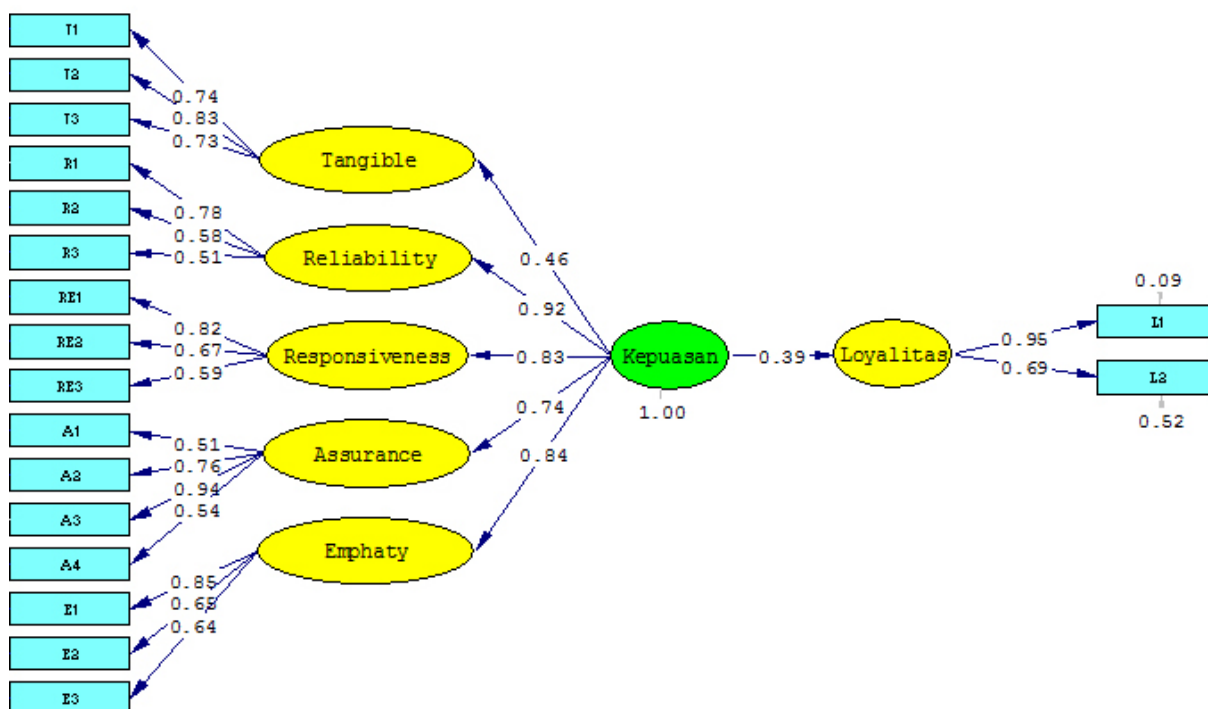 T1
T2
T3
R1
R2
R3
RE1
RE2
RE3
A1
A2
A3
A4
E1
E2
E3
0.74
0.83
0.73
0.78
0.58
0.51
0.82
0.67
0.59
0.51
0.76
0.94
0.54
0.85
0.65
0.64
Tangible
Reliability
Responsiveness
Assurance
Emphaty
0.46
0.92
0.83
0.74
0.84
Kepuasan
1.00
0.39
Loyalitas
0.95
0.69
0.09
L1
L2
0.52